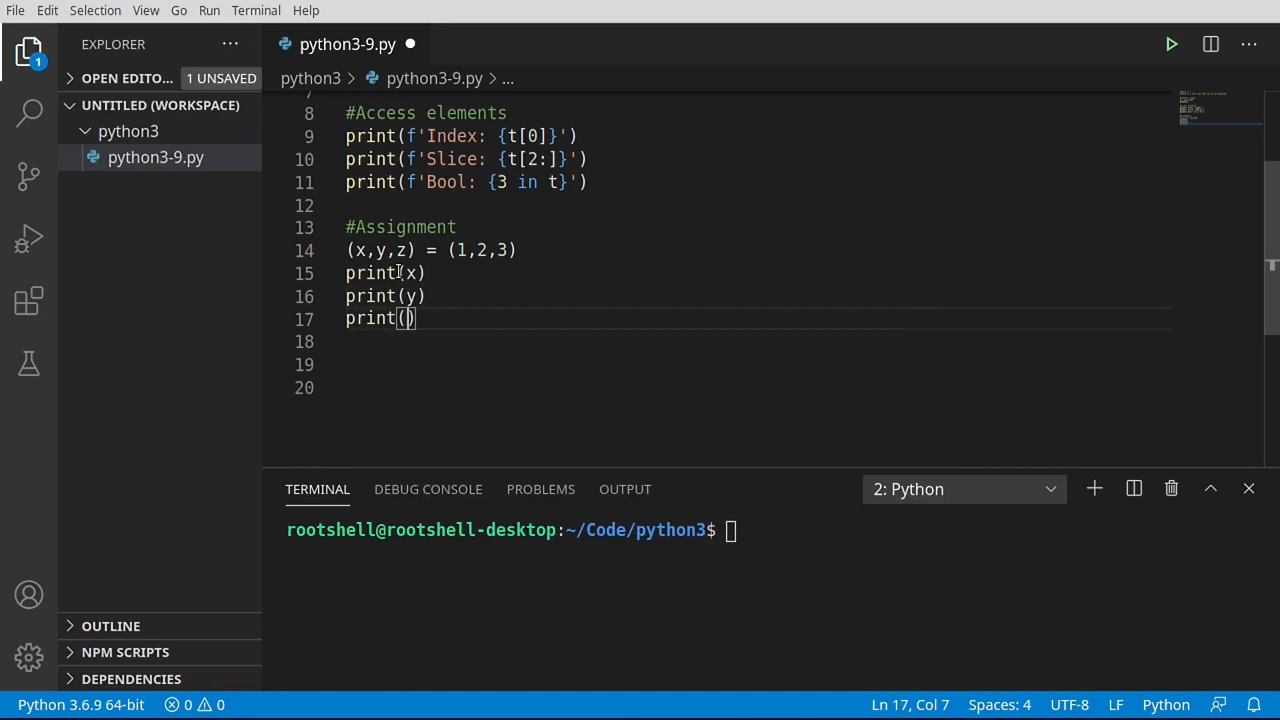 File Edit Selection View Go Run Terminal Help
EXPLORER ···
OPEN EDITO... 1 UNSAVED
UNTITLED (WORKSPACE)
python3
python3-9.py
OUTLINE
NPM SCRIPTS
DEPENDENCIES
1
python3-9.py
python3 > python3-9.py > ...
7
8 #Access elements
9 print(f'Index: {t[0]}')
10 print(f'Slice: {t[2:]}')
11 print(f'Bool: {3 in t}')
12
13 #Assignment
14 (x,y,z) = (1,2,3)
15 print(x)
16 print(y)
17 print()
18
19
20
TERMINAL DEBUG CONSOLE PROBLEMS OUTPUT 2: Python
rootshell@rootshell-desktop:~/Code/python3$
Python 3.6.9 64-bit 0 0 Ln 17, Col 7 Spaces: 4 UTF-8 LF Python